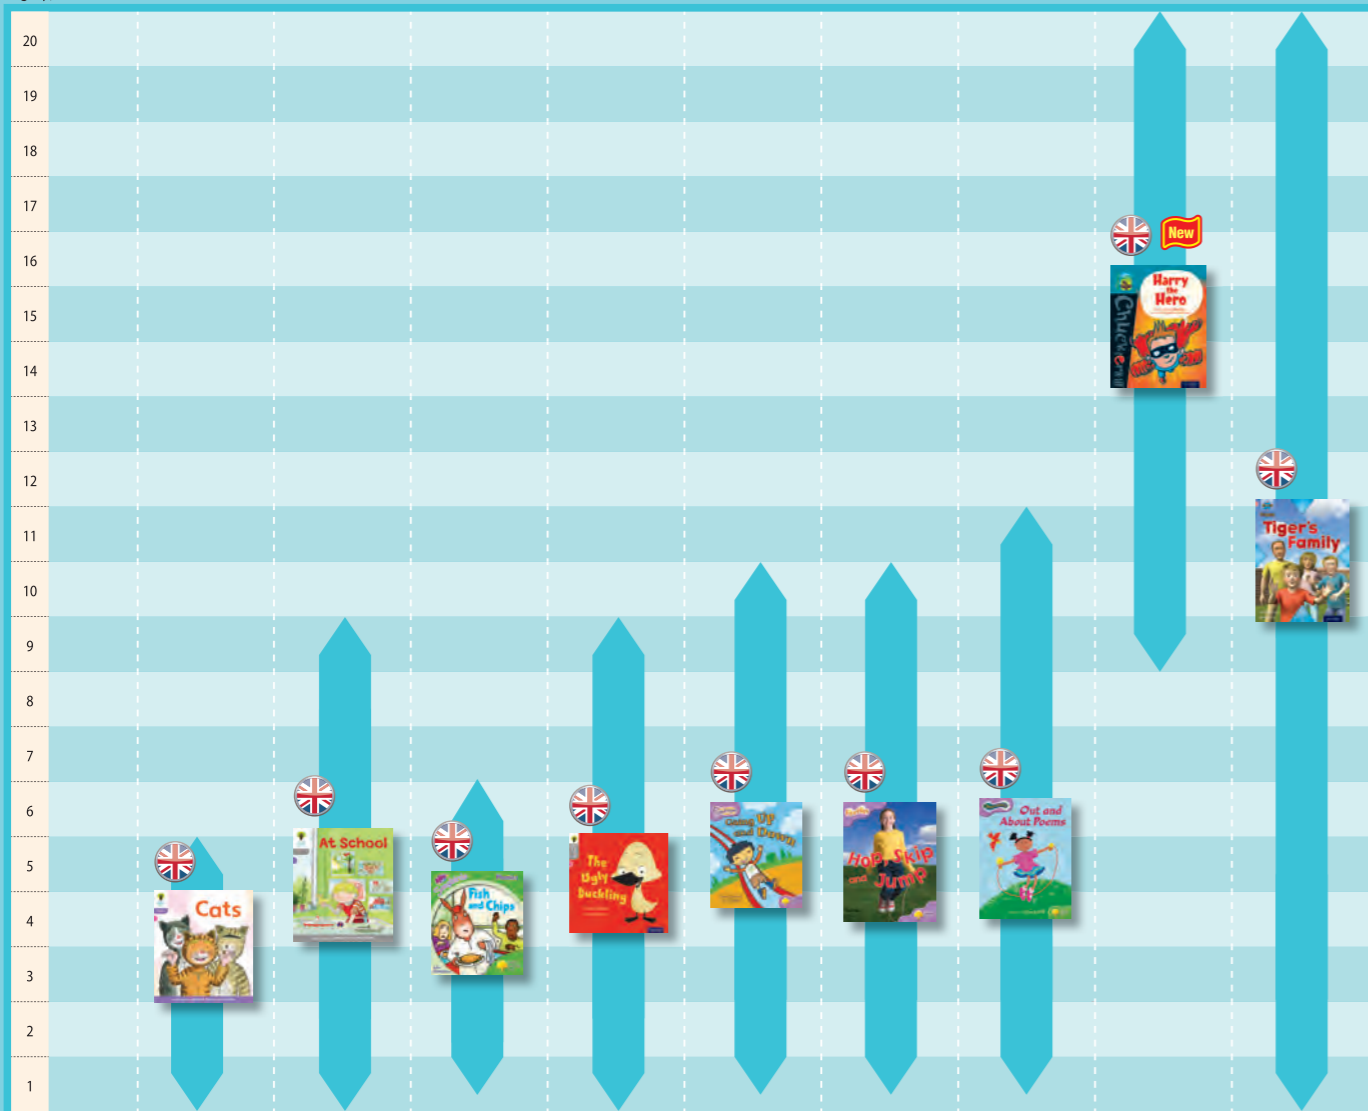 20
19
18
17
New
16
Harry
the
Hero
15
14
13
12
11
Tiger's
Family
10
9
8
7
6
Going Up
and Down
Out and
About Poems
At School
5
The
Ugly
Duckling
Hop, Skip
and Jump
Fish
and Chips
4
Cats
3
2
1